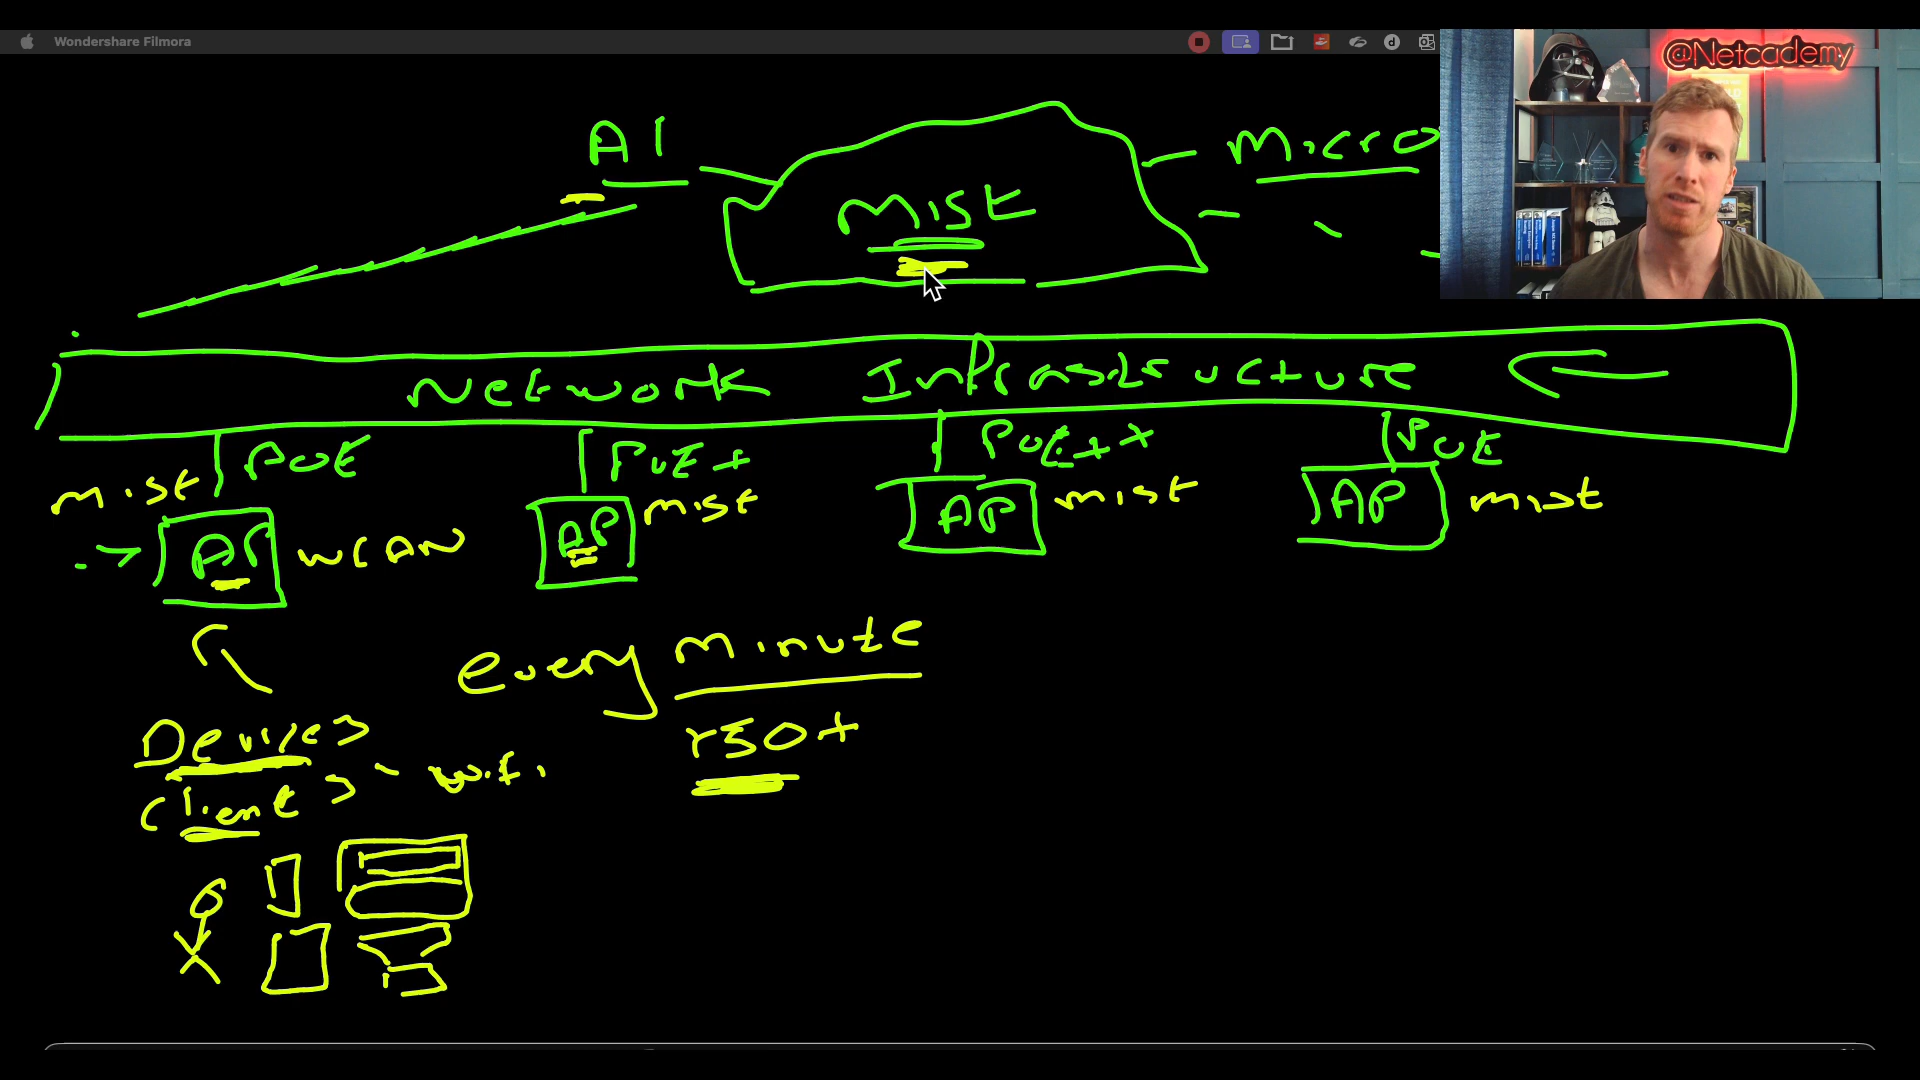 Wondershare Filmora
@Netcademy
AI
Mist
Micro
Network Infrastructure
POE
POE+
POE++
POE
Mist
AP
WLAN
AP
Mist
AP
Mist
AP
Mist
every minute
150+
Devices
Clients - wifi